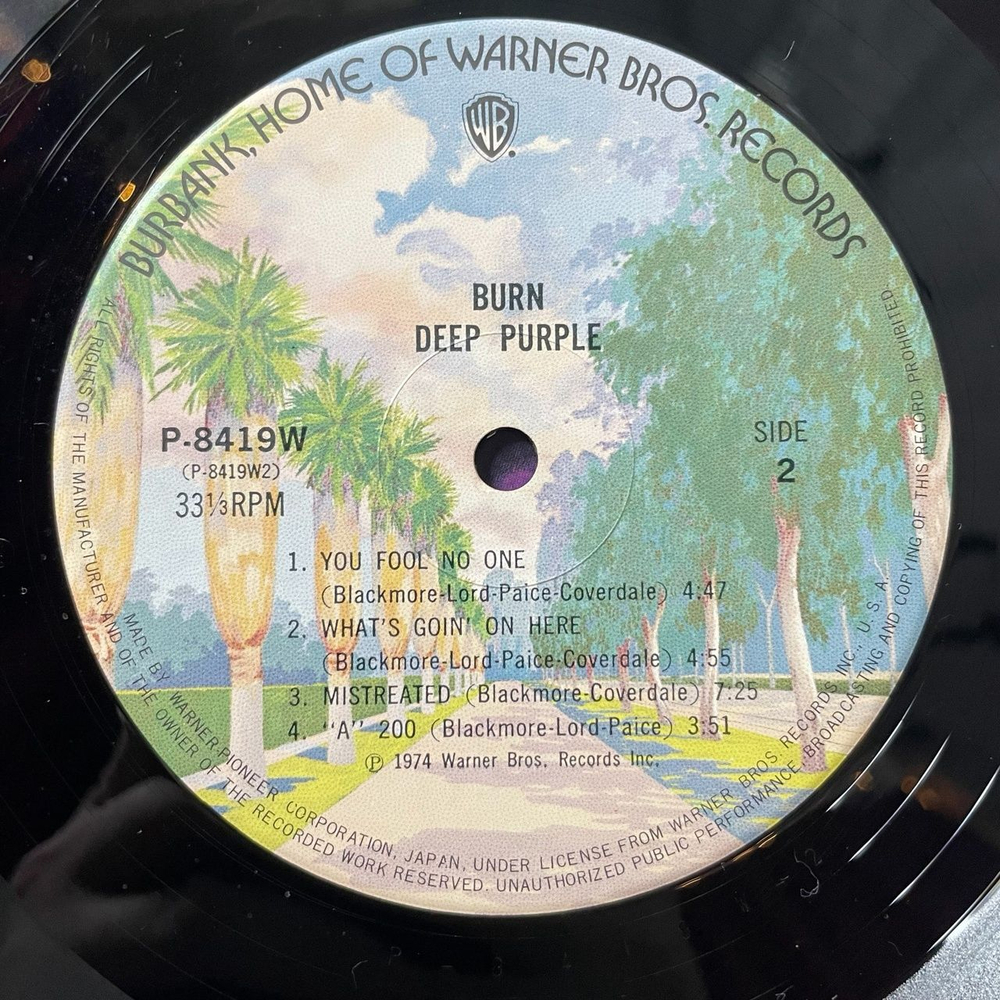 BURBANK, HOME OF WARNER BROS. RECORDS
WB
BURN
DEEP PURPLE
P-8419W
(P-8419W2)
33⅓RPM
SIDE
2
1. YOU FOOL NO ONE
(Blackmore-Lord-Paice-Coverdale) 4:47
2. WHAT'S GOIN' ON HERE
(Blackmore-Lord-Paice-Coverdale) 4:55
3. MISTREATED (Blackmore-Coverdale) 7:25
4. "A" 200 (Blackmore-Lord-Paice) 3:51
Ⓟ 1974 Warner Bros. Records Inc.
MADE BY WARNER-PIONEER CORPORATION, JAPAN, UNDER LICENSE FROM WARNER BROS. RECORDS, INC., U.S.A.
ALL RIGHTS OF THE MANUFACTURER AND OF THE OWNER OF THE RECORDED WORK RESERVED. UNAUTHORIZED PUBLIC PERFORMANCE, BROADCASTING AND COPYING OF THIS RECORD PROHIBITED